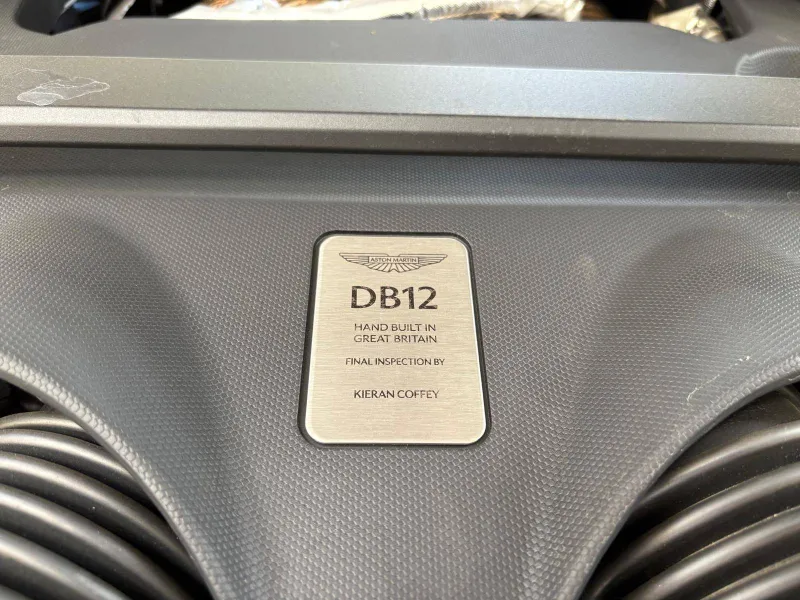 ASTON MARTIN
DB12
HAND BUILT IN
GREAT BRITAIN
FINAL INSPECTION BY
KIERAN COFFEY